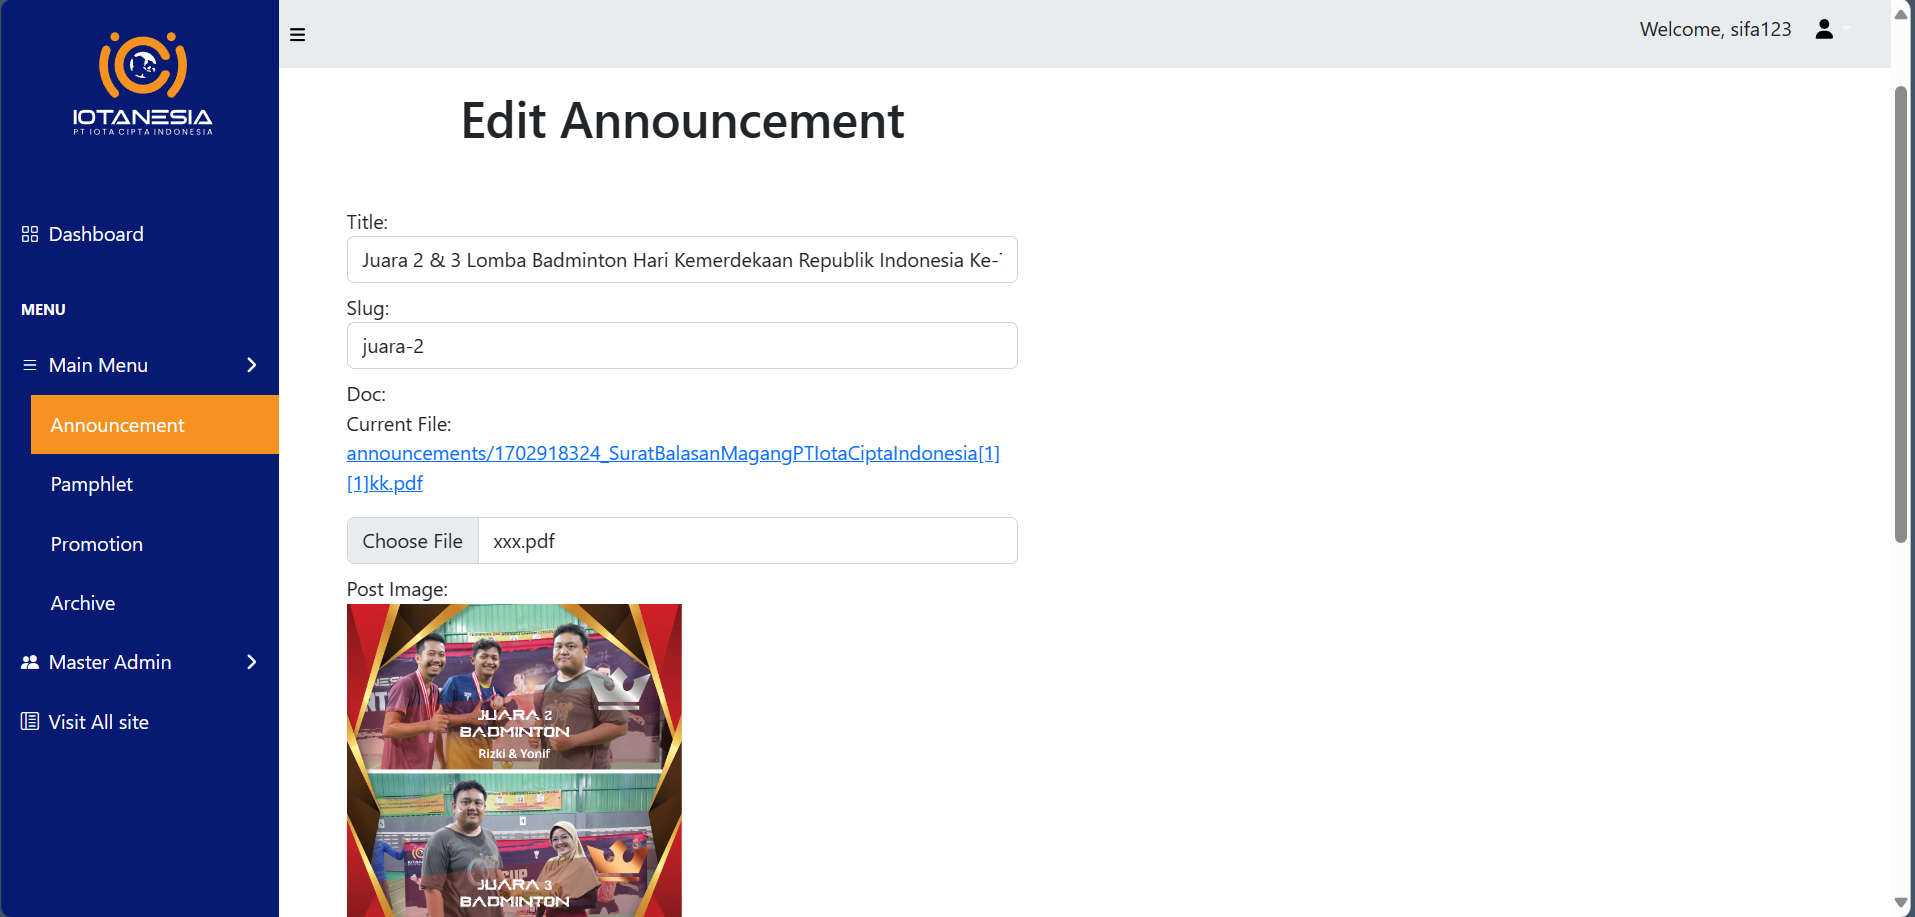 IOTANESIA
PT IOTA CIPTA INDONESIA
Welcome, sifa123
Dashboard
MENU
Main Menu
Announcement
Pamphlet
Promotion
Archive
Master Admin
Visit All site
Edit Announcement
Title:
Juara 2 & 3 Lomba Badminton Hari Kemerdekaan Republik Indonesia Ke-
Slug:
juara-2
Doc:
Current File:
announcements/1702918324_SuratBalasanMagangPTIotaCiptaIndonesia[1]
[1]kk.pdf
Choose File
xxx.pdf
Post Image:
JUARA 2
BADMINTON
Rizki & Yonif
JUARA 3
BADMINTON